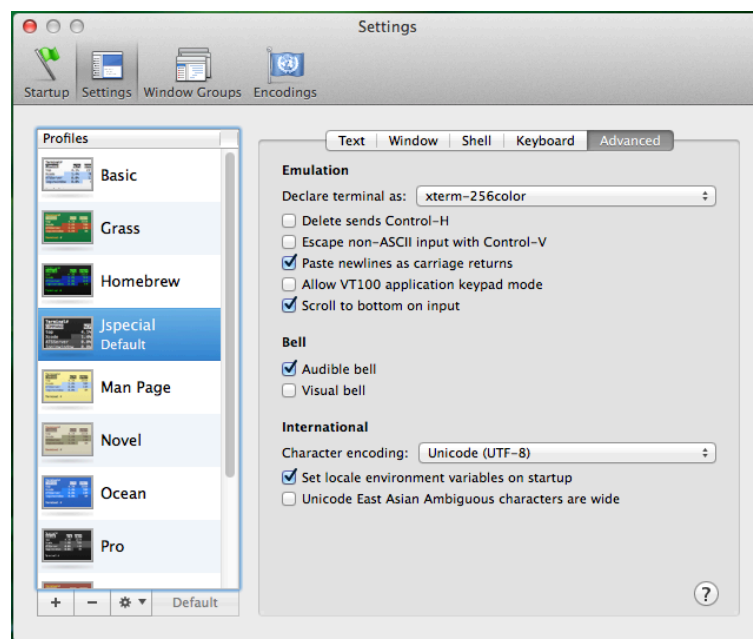 Settings
Startup Settings Window Groups Encodings
Profiles
Basic
Grass
Homebrew
Jspecial
Default
Man Page
Novel
Ocean
Pro
+ − Default
Text Window Shell Keyboard Advanced
Emulation
Declare terminal as: xterm-256color
Delete sends Control-H
Escape non-ASCII input with Control-V
Paste newlines as carriage returns
Allow VT100 application keypad mode
Scroll to bottom on input
Bell
Audible bell
Visual bell
International
Character encoding: Unicode (UTF-8)
Set locale environment variables on startup
Unicode East Asian Ambiguous characters are wide
?